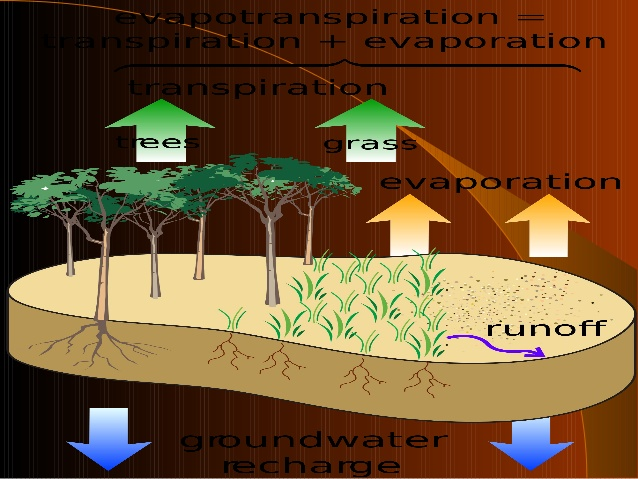 evapotranspiration =
transpiration + evaporation
transpiration
trees
grass
evaporation
runoff
groundwater
recharge